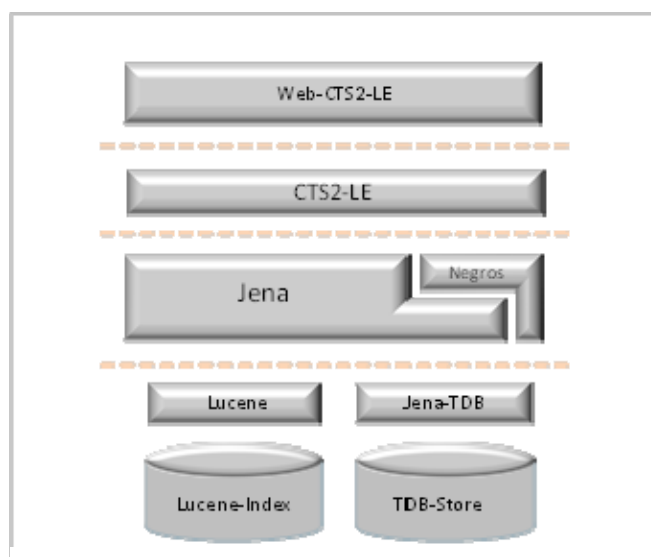 Web-CTS2-LE
CTS2-LE
Jena
Negros
Lucene
Jena-TDB
Lucene-Index
TDB-Store